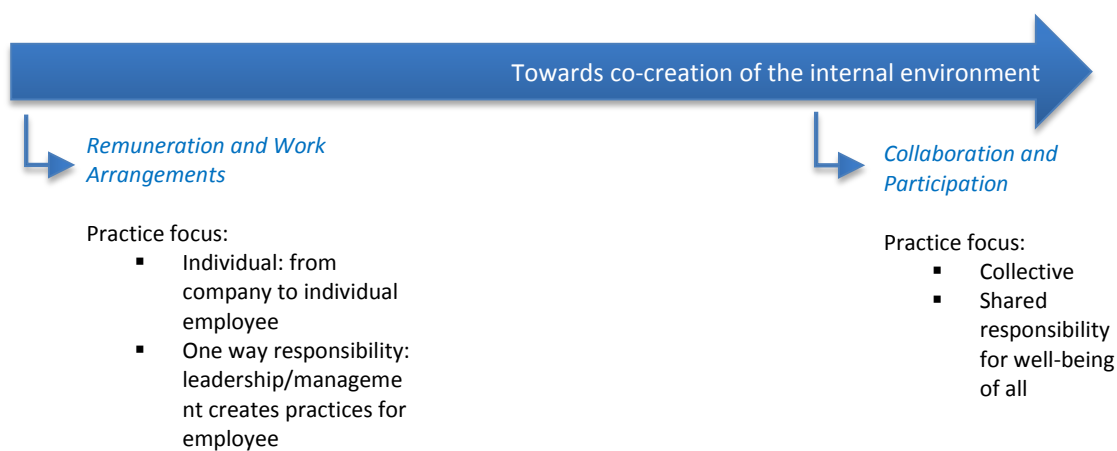 Towards co-creation of the internal environment
Remuneration and Work
Arrangements
Practice focus:
▪ Individual: from
company to individual
employee
▪ One way responsibility:
leadership/manageme
nt creates practices for
employee
Collaboration and
Participation
Practice focus:
▪ Collective
▪ Shared
responsibility
for well-being
of all